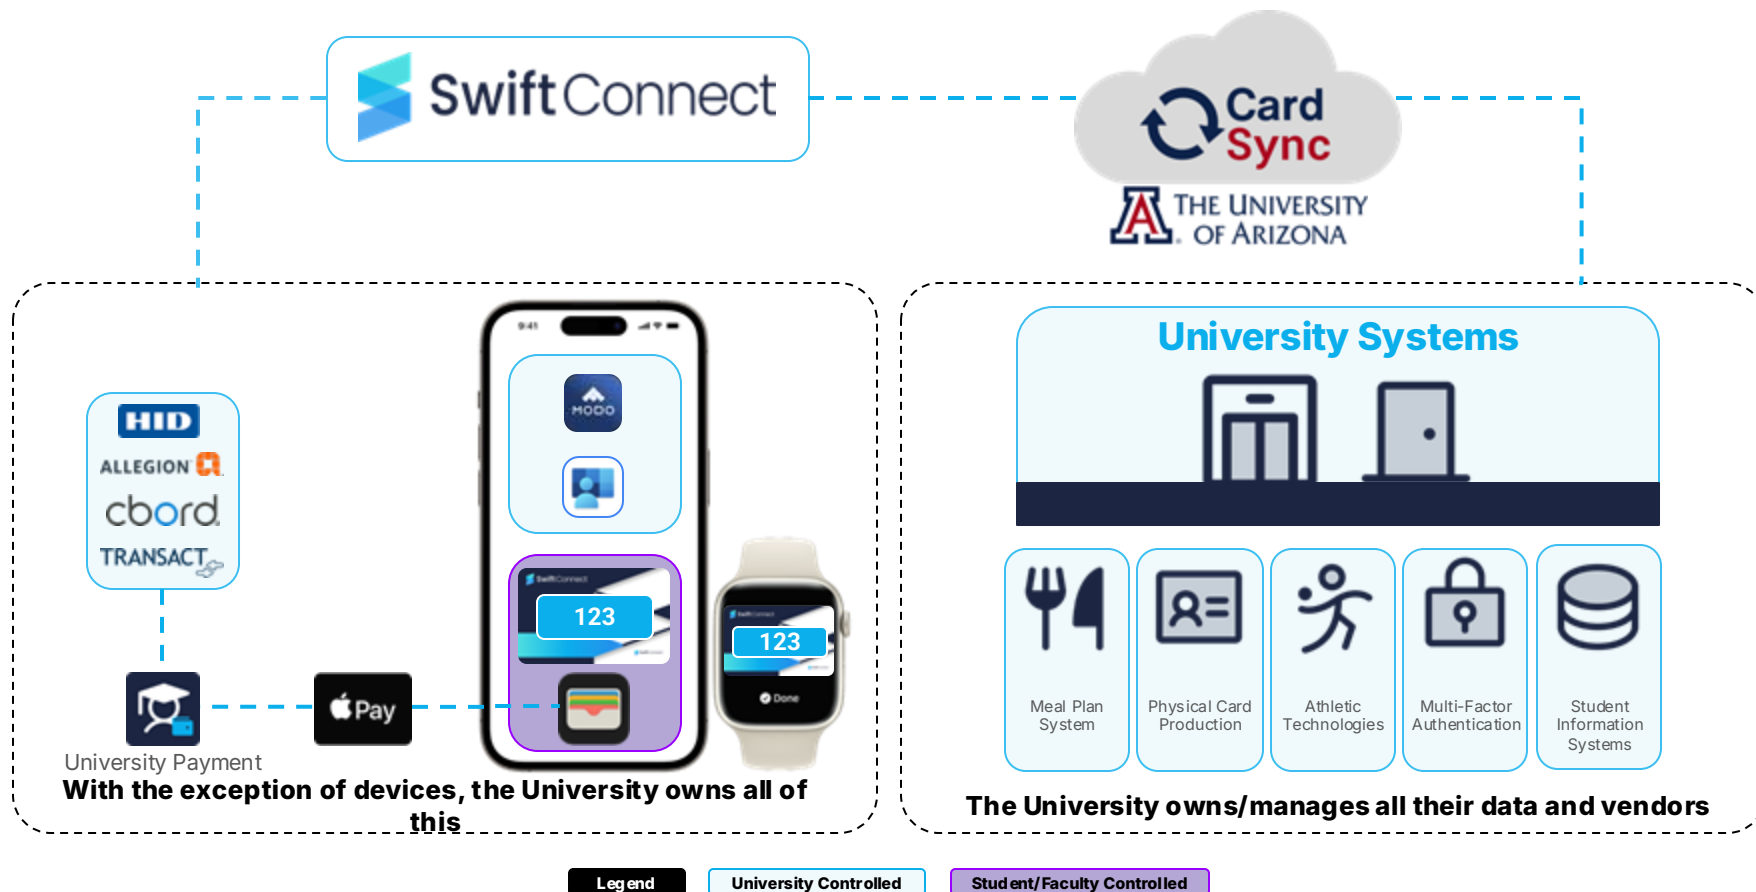 SwiftConnect
Card
Sync
THE UNIVERSITY
OF ARIZONA
HID
ALLEGION
cbord
TRANSACT
University Payment
Pay
9:41
MODO
SwiftConnect
123
SwiftConnect
123
Done
With the exception of devices, the University owns all of
this
University Systems
Meal Plan
System
Physical Card
Production
Athletic
Technologies
Multi-Factor
Authentication
Student
Information
Systems
The University owns/manages all their data and vendors
Legend
University Controlled
Student/Faculty Controlled